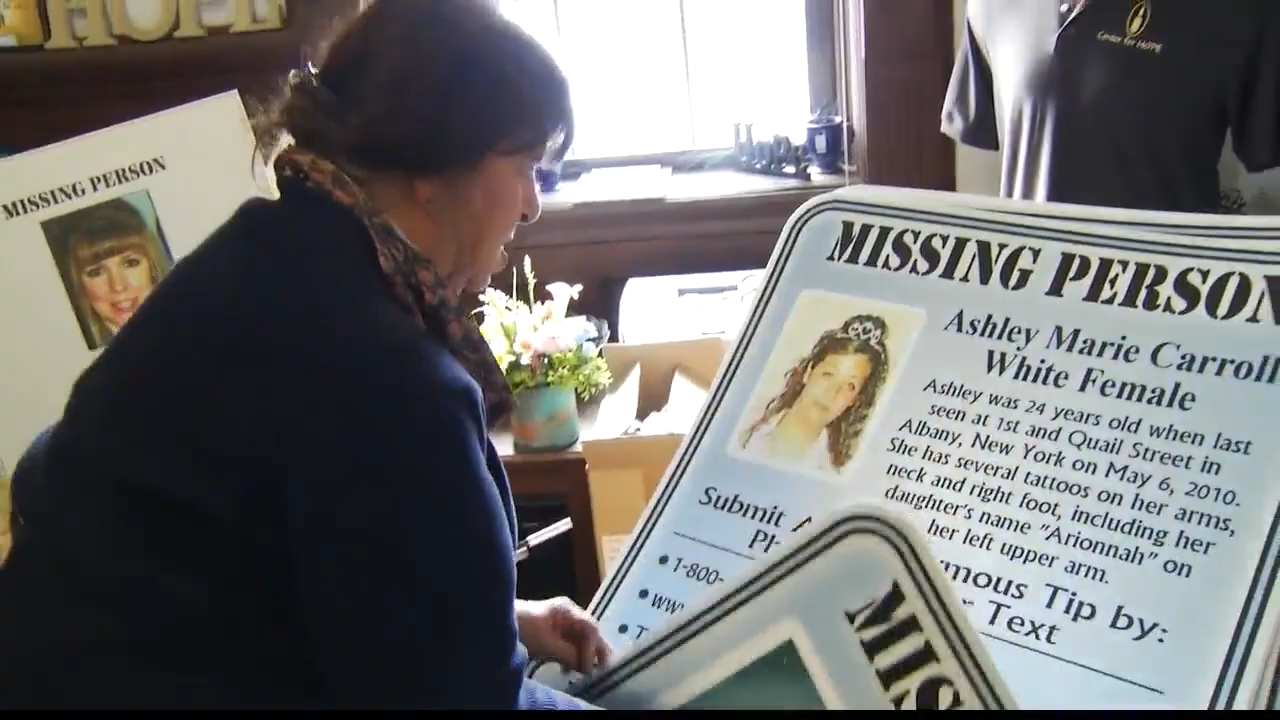 HOPE
MISSING PERSON
Center for Hope
HOPE
MISSING PERSON
Ashley Marie Carroll
White Female
Ashley was 24 years old when last
seen at 1st and Quail Street in
Albany, New York on May 6, 2010.
She has several tattoos on her arms,
neck and right foot, including her
daughter's name "Arionnah" on
her left upper arm.
Submit A
mous Tip by:
Ph
r Text
• 1-800-
• ww
• T
MIS